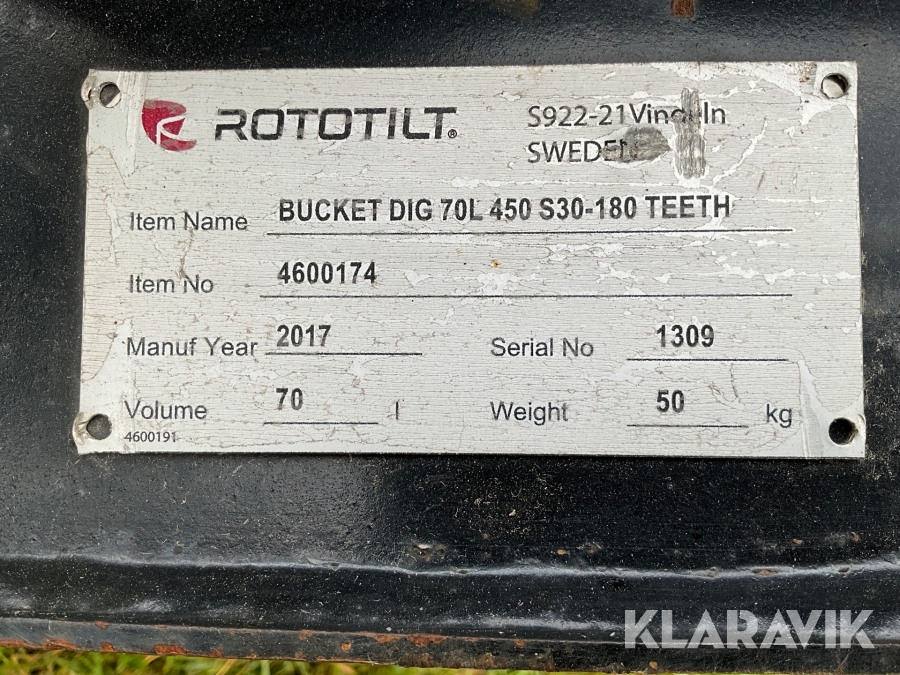 ROTOTILT®
S922-21
SWEDEN
Item Name BUCKET DIG 70L 450 S30-180 TEETH
Item No 4600174
Manuf Year 2017 Serial No 1309
Volume 70 l Weight 50 kg
4600191
KLARAVIK